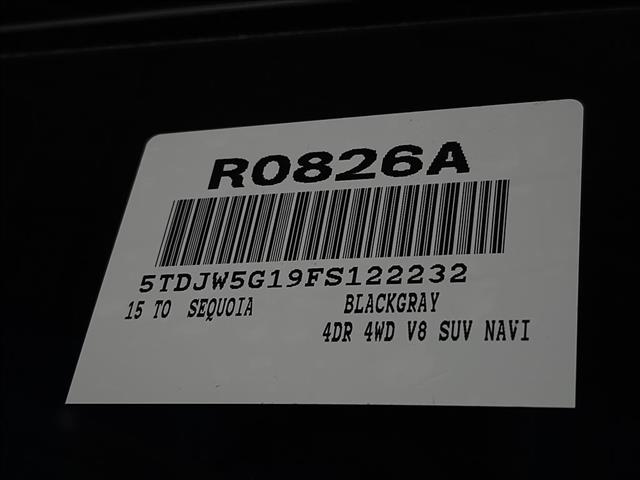 R0826A
5TDJW5G19FS122232
15 TO SEQUOIA BLACKGRAY
4DR 4WD V8 SUV NAVI